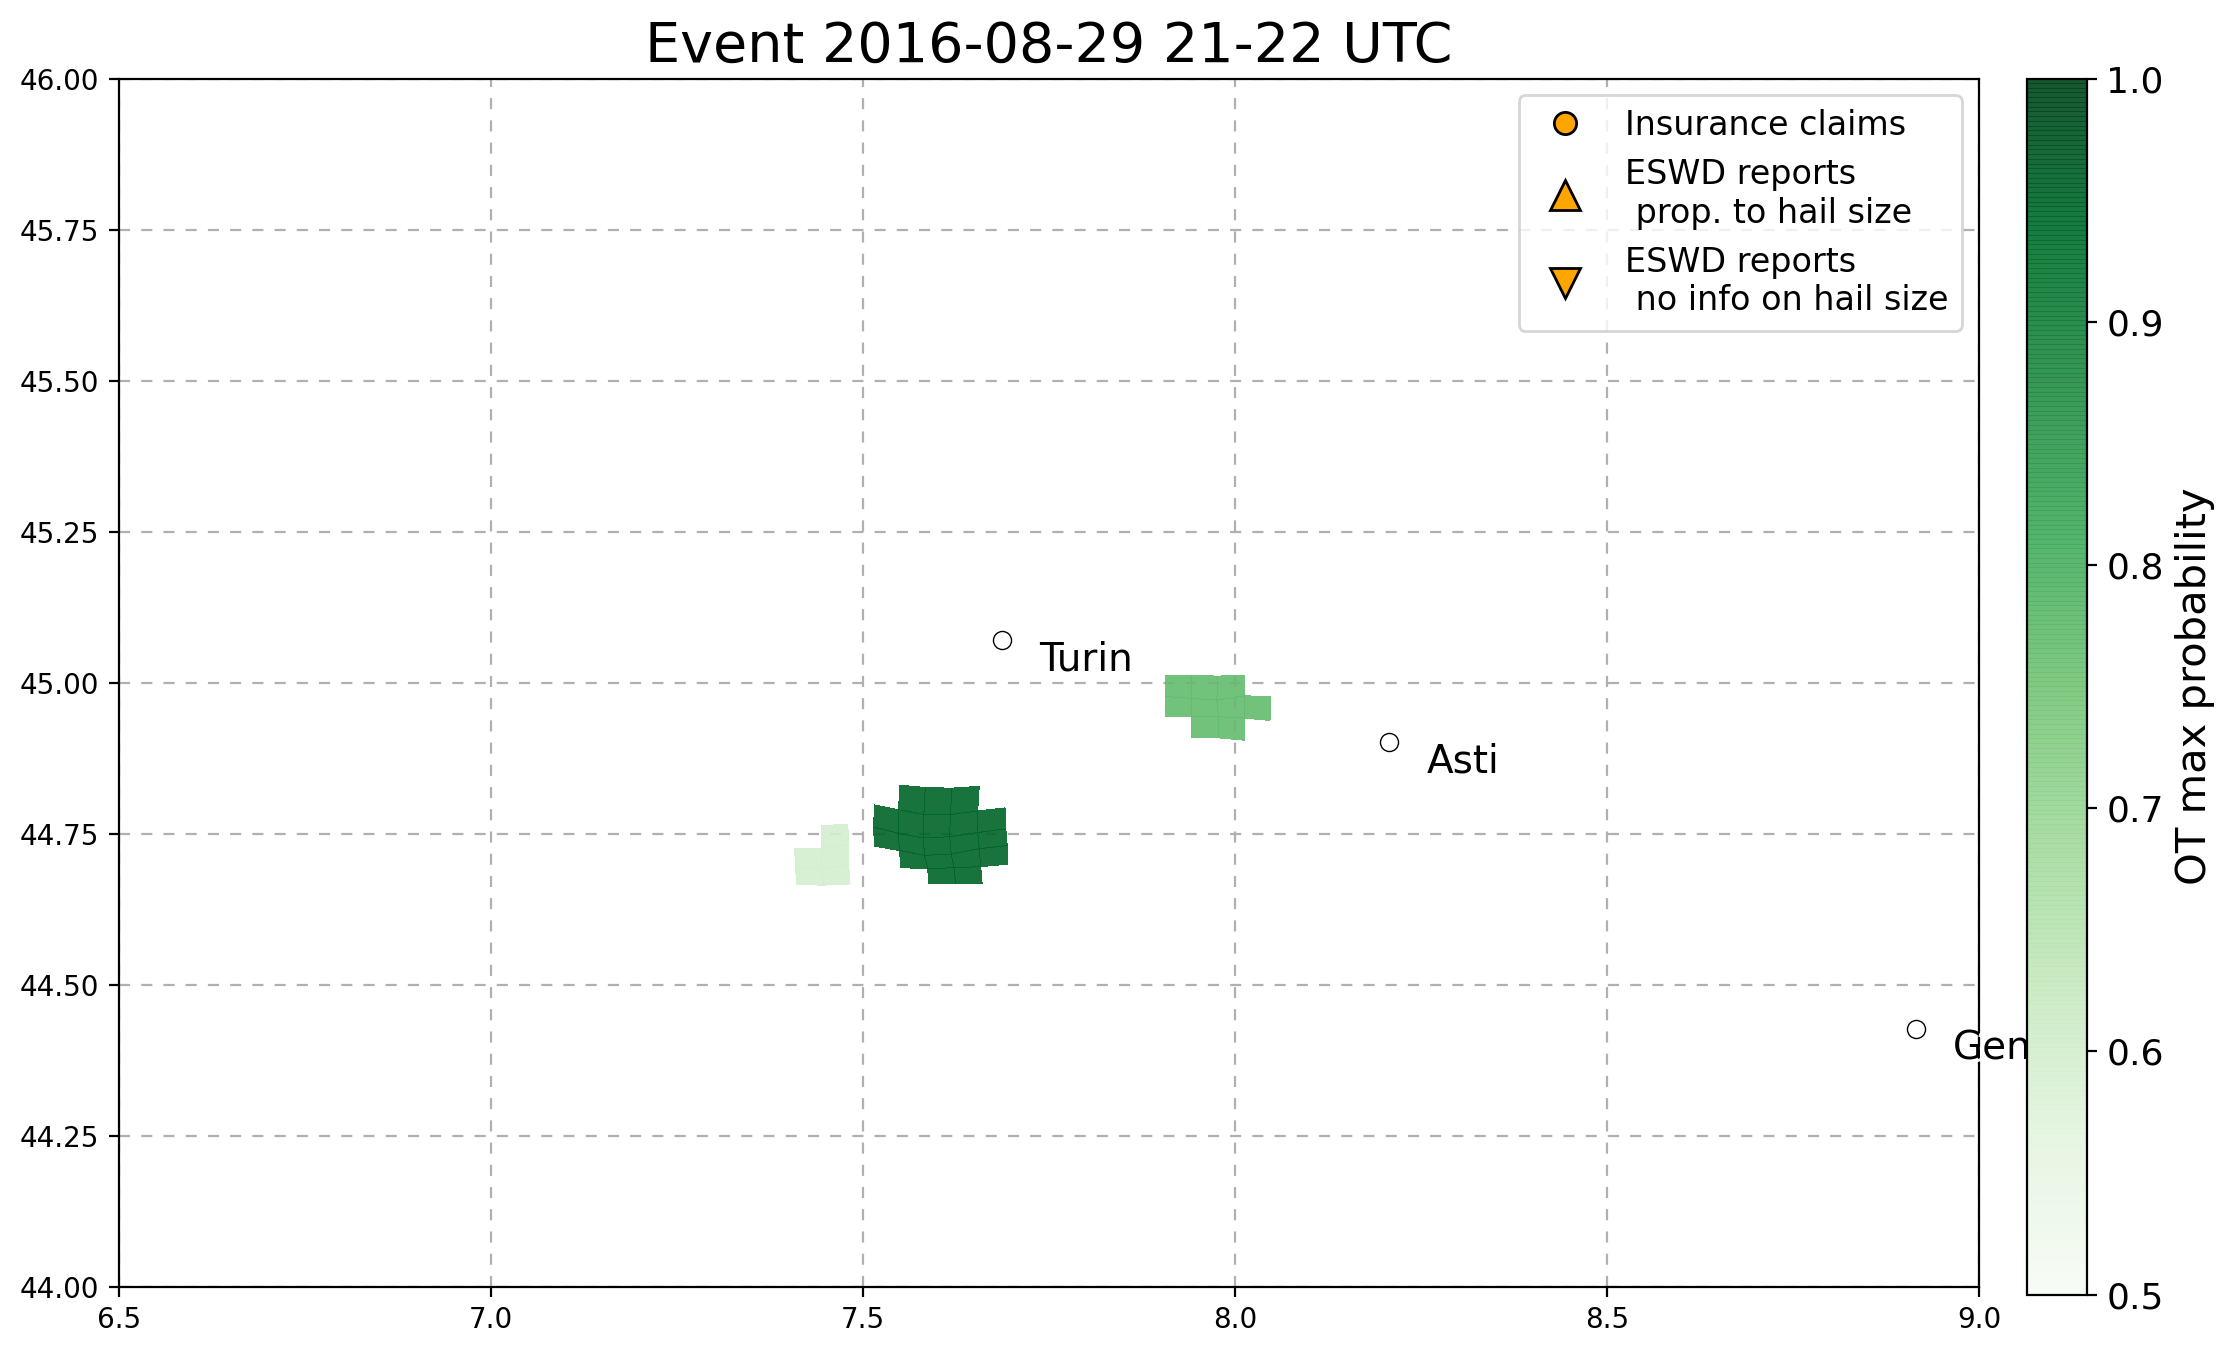 Event 2016-08-29 21-22 UTC
46.00
45.75
45.50
45.25
45.00
44.75
44.50
44.25
44.00
6.5
7.0
7.5
8.0
8.5
9.0
Insurance claims
ESWD reports
prop. to hail size
ESWD reports
no info on hail size
Turin
Asti
Gen
1.0
0.9
0.8
0.7
0.6
0.5
OT max probability